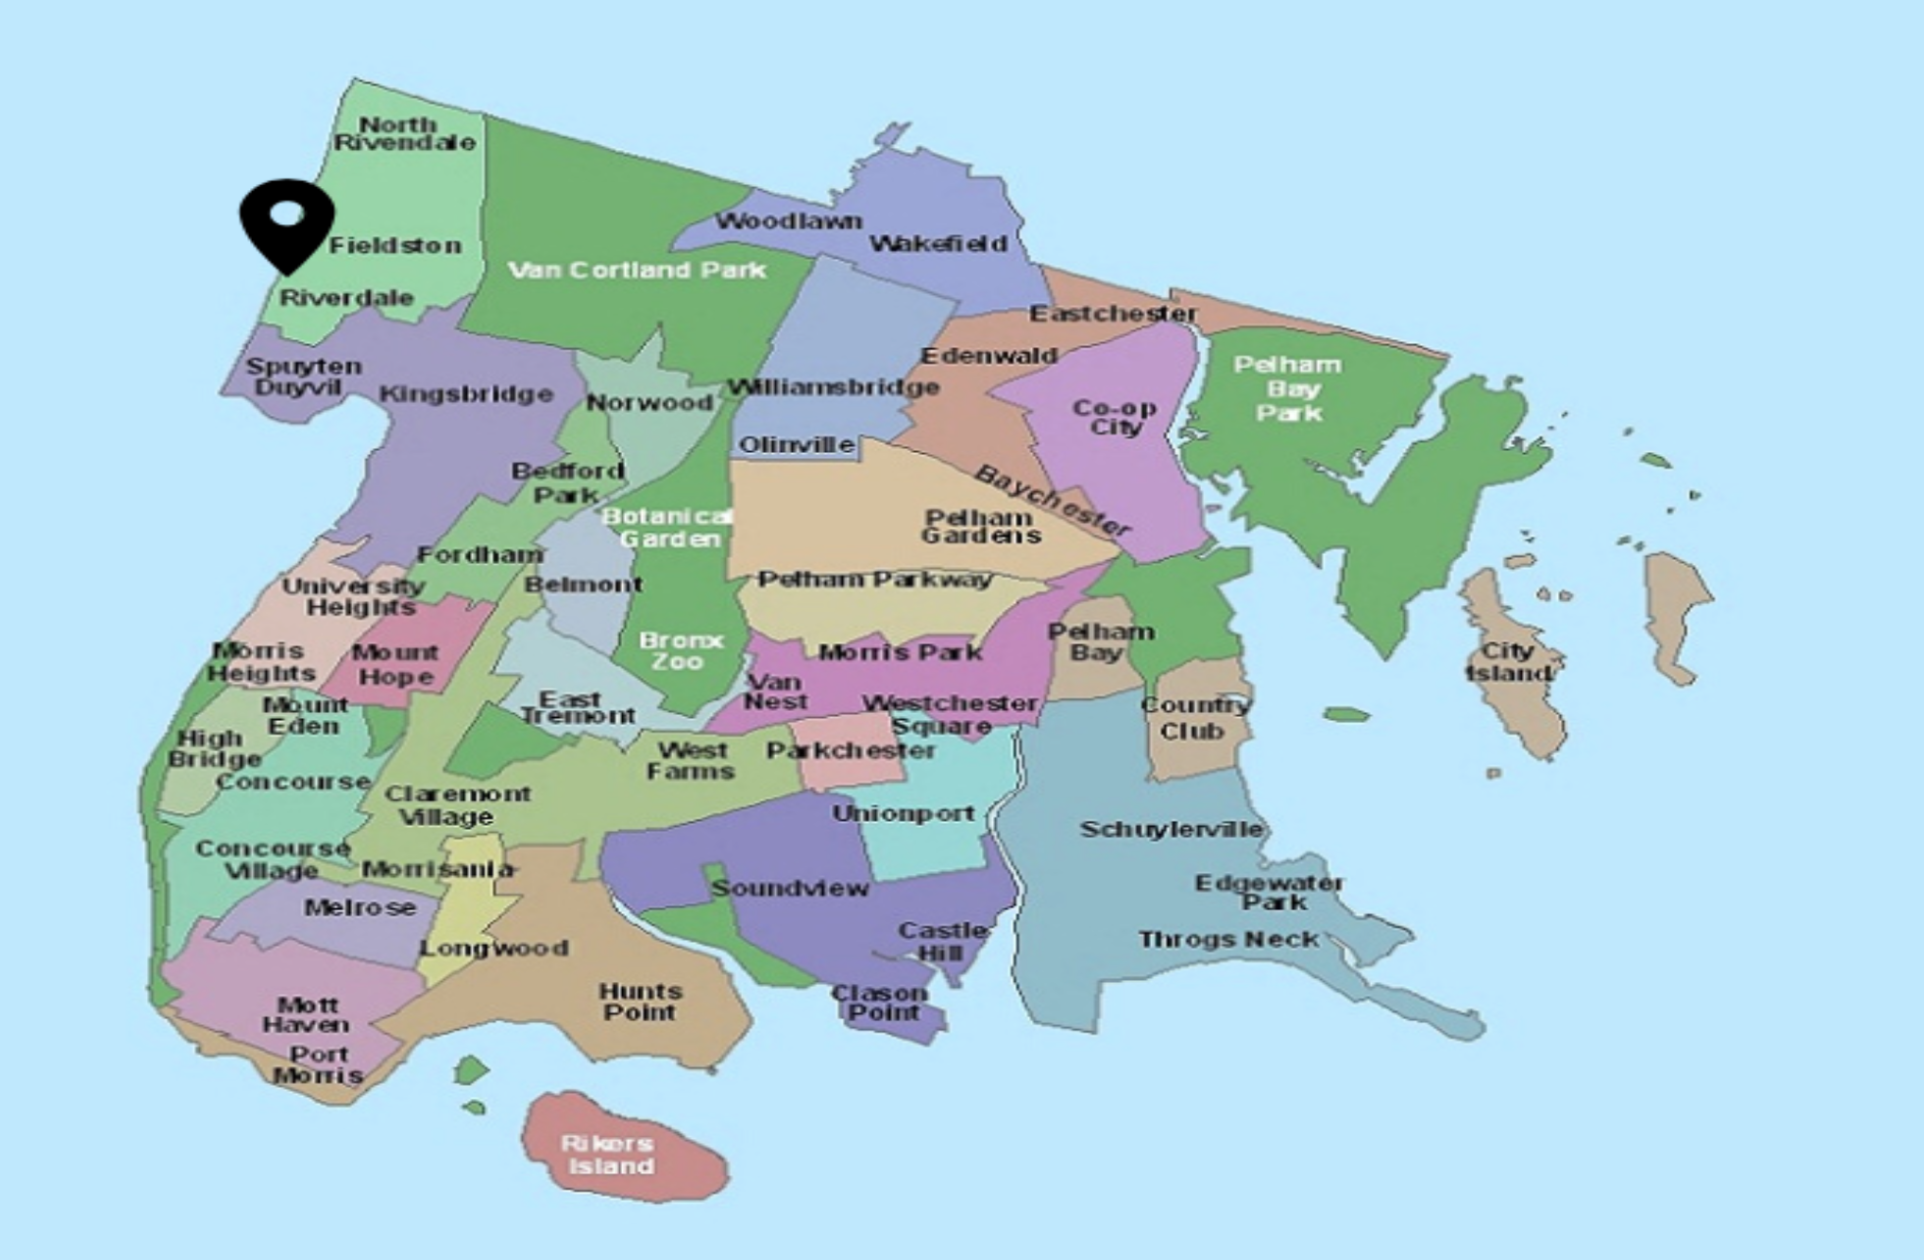 North
Rivendale
Woodlawn
Wakefield
Fieldston
Van Cortland Park
Riverdale
Eastchester
Edenwald
Pelham
Bay
Park
Spuyten
Duyvil
Kingsbridge
Norwood
Williamsbridge
Co-op
City
Olinville
Bedford
Park
Baychester
Botanical
Garden
Pelham
Gardens
Fordham
Belmont
Pelham Parkway
University
Heights
Bronx
Zoo
Morris Park
Pelham
Bay
Morris
Heights
Mount
Hope
City
Island
Van
Nest
Mount
Eden
East
Tremont
Westchester
Square
Country
Club
High
Bridge
West
Farms
Parkchester
Concourse
Claremont
Village
Unionport
Schuylerville
Concourse
Village
Morrisania
Soundview
Edgewater
Park
Melrose
Longwood
Castle
Hill
Throgs Neck
Mott
Haven
Hunts
Point
Clason
Point
Port
Morris
Rikers
Island